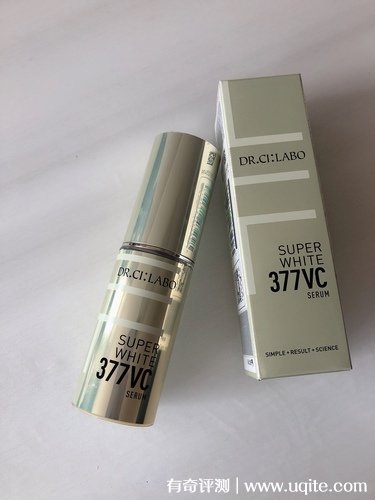 DR.CI:LABO
SUPER
WHITE
377VC
SERUM
SIMPLE+RESULT+SCIENCE
DR.CI:LABO
SUPER
WHITE
377VC
SERUM
有奇评测 | www.uqite.com